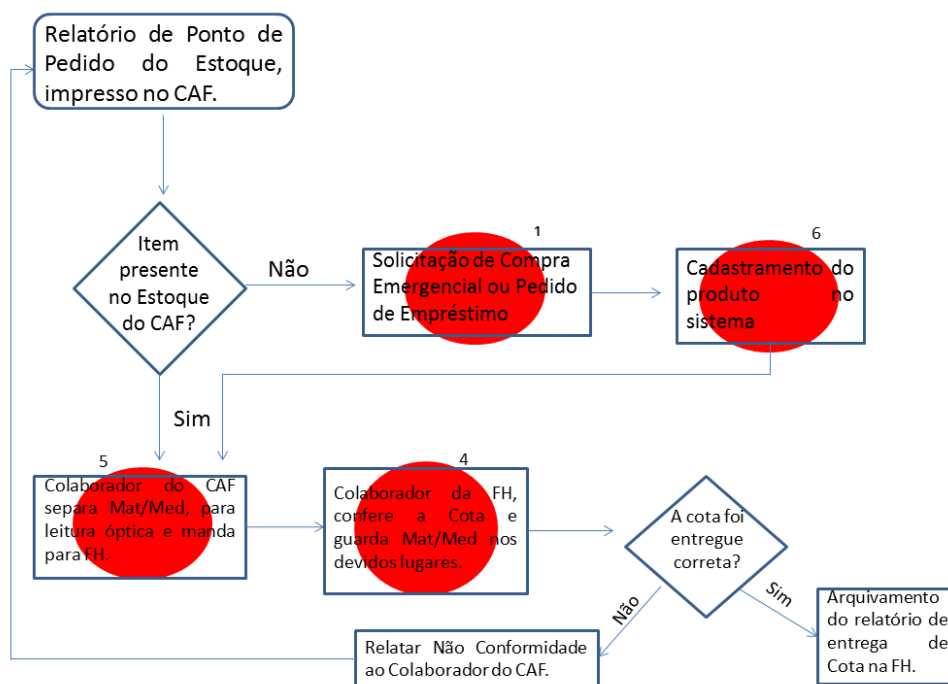 Relatório de Ponto de
Pedido do Estoque,
impresso no CAF.
Item
presente
no Estoque
do CAF?
Não
1
Solicitação de Compra
Emergencial ou Pedido
de Empréstimo
6
Cadastramento do
produto no
sistema
Sim
5
Colaborador do CAF
separa Mat/Med, para
leitura óptica e manda
para FH.
4
Colaborador da FH,
confere a Cota e
guarda Mat/Med nos
devidos lugares.
A cota foi
entregue
correta?
Não
Sim
Relatar Não Conformidade
ao Colaborador do CAF.
Arquivamento
do relatório de
entrega de
Cota na FH.